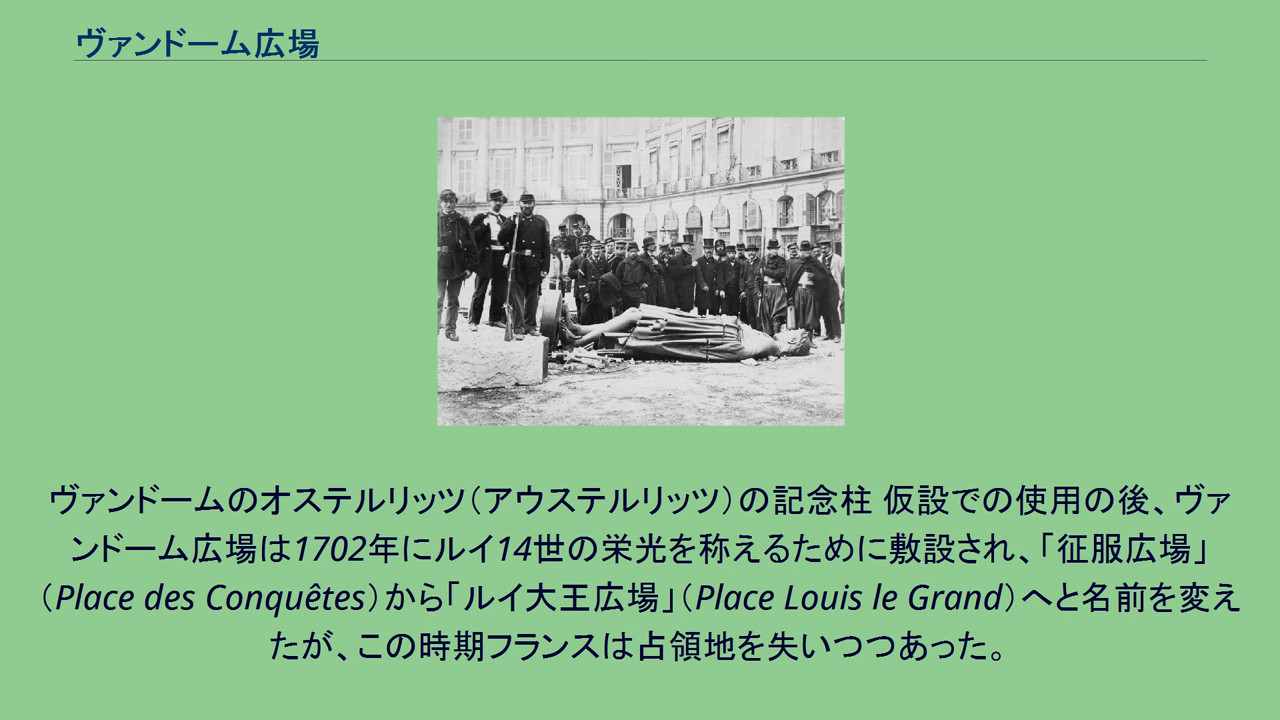 ヴァンドーム広場
ヴァンドームのオステルリッツ（アウステルリッツ）の記念柱 仮設での使用の後、ヴァ
ンドーム広場は1702年にルイ14世の栄光を称えるために敷設され、「征服広場」
（Place des Conquêtes）から「ルイ大王広場」（Place Louis le Grand）へと名前を変え
たが、この時期フランスは占領地を失いつつあった。